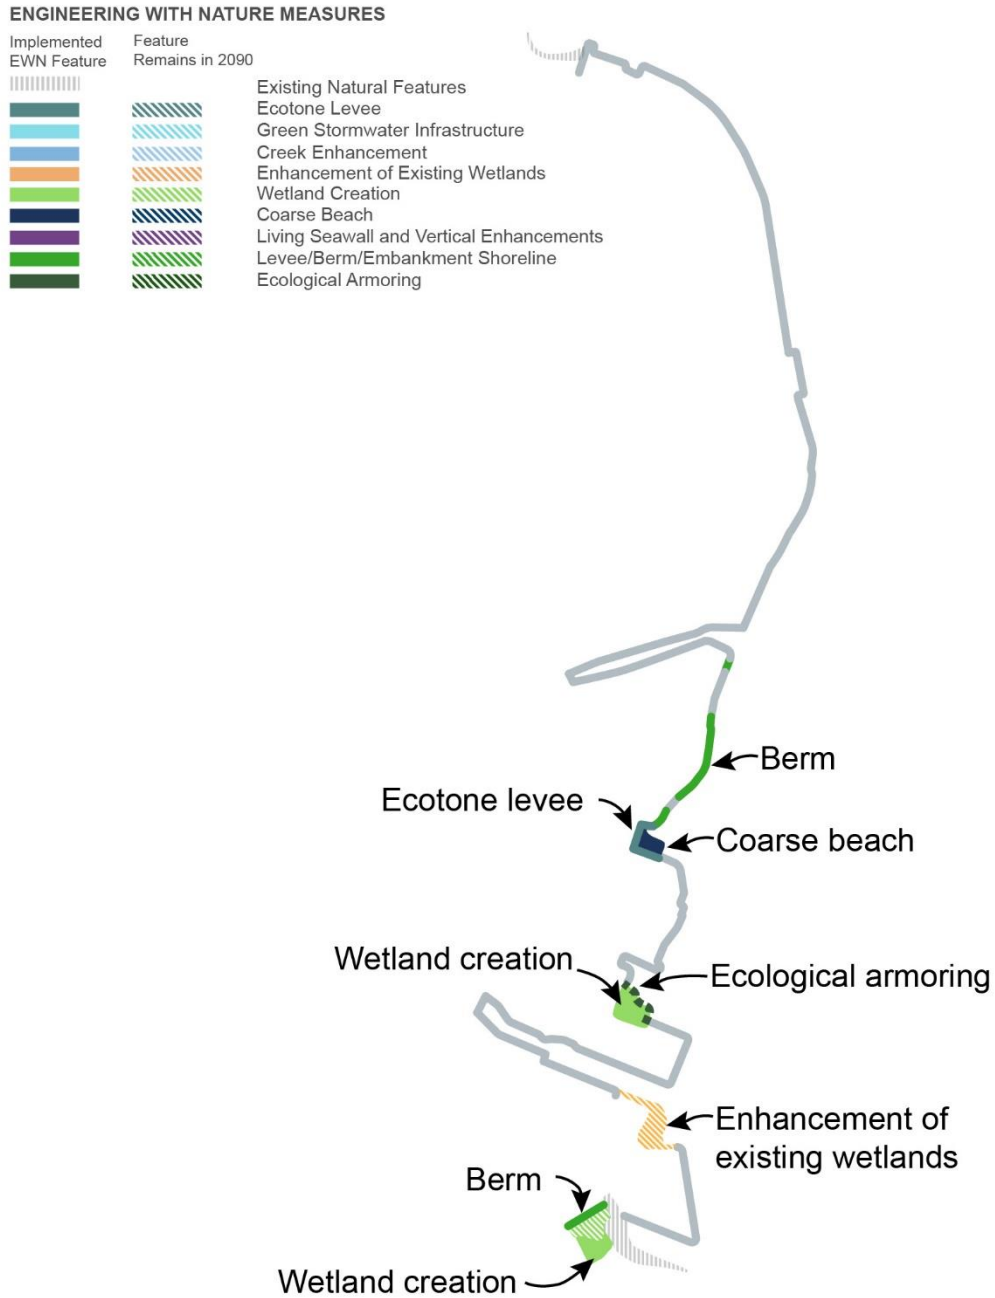 ENGINEERING WITH NATURE MEASURES
Implemented
EWN Feature
Feature
Remains in 2090
Existing Natural Features
Ecotone Levee
Green Stormwater Infrastructure
Creek Enhancement
Enhancement of Existing Wetlands
Wetland Creation
Coarse Beach
Living Seawall and Vertical Enhancements
Levee/Berm/Embankment Shoreline
Ecological Armoring
Berm
Ecotone levee
Coarse beach
Wetland creation
Ecological armoring
Enhancement of
existing wetlands
Berm
Wetland creation